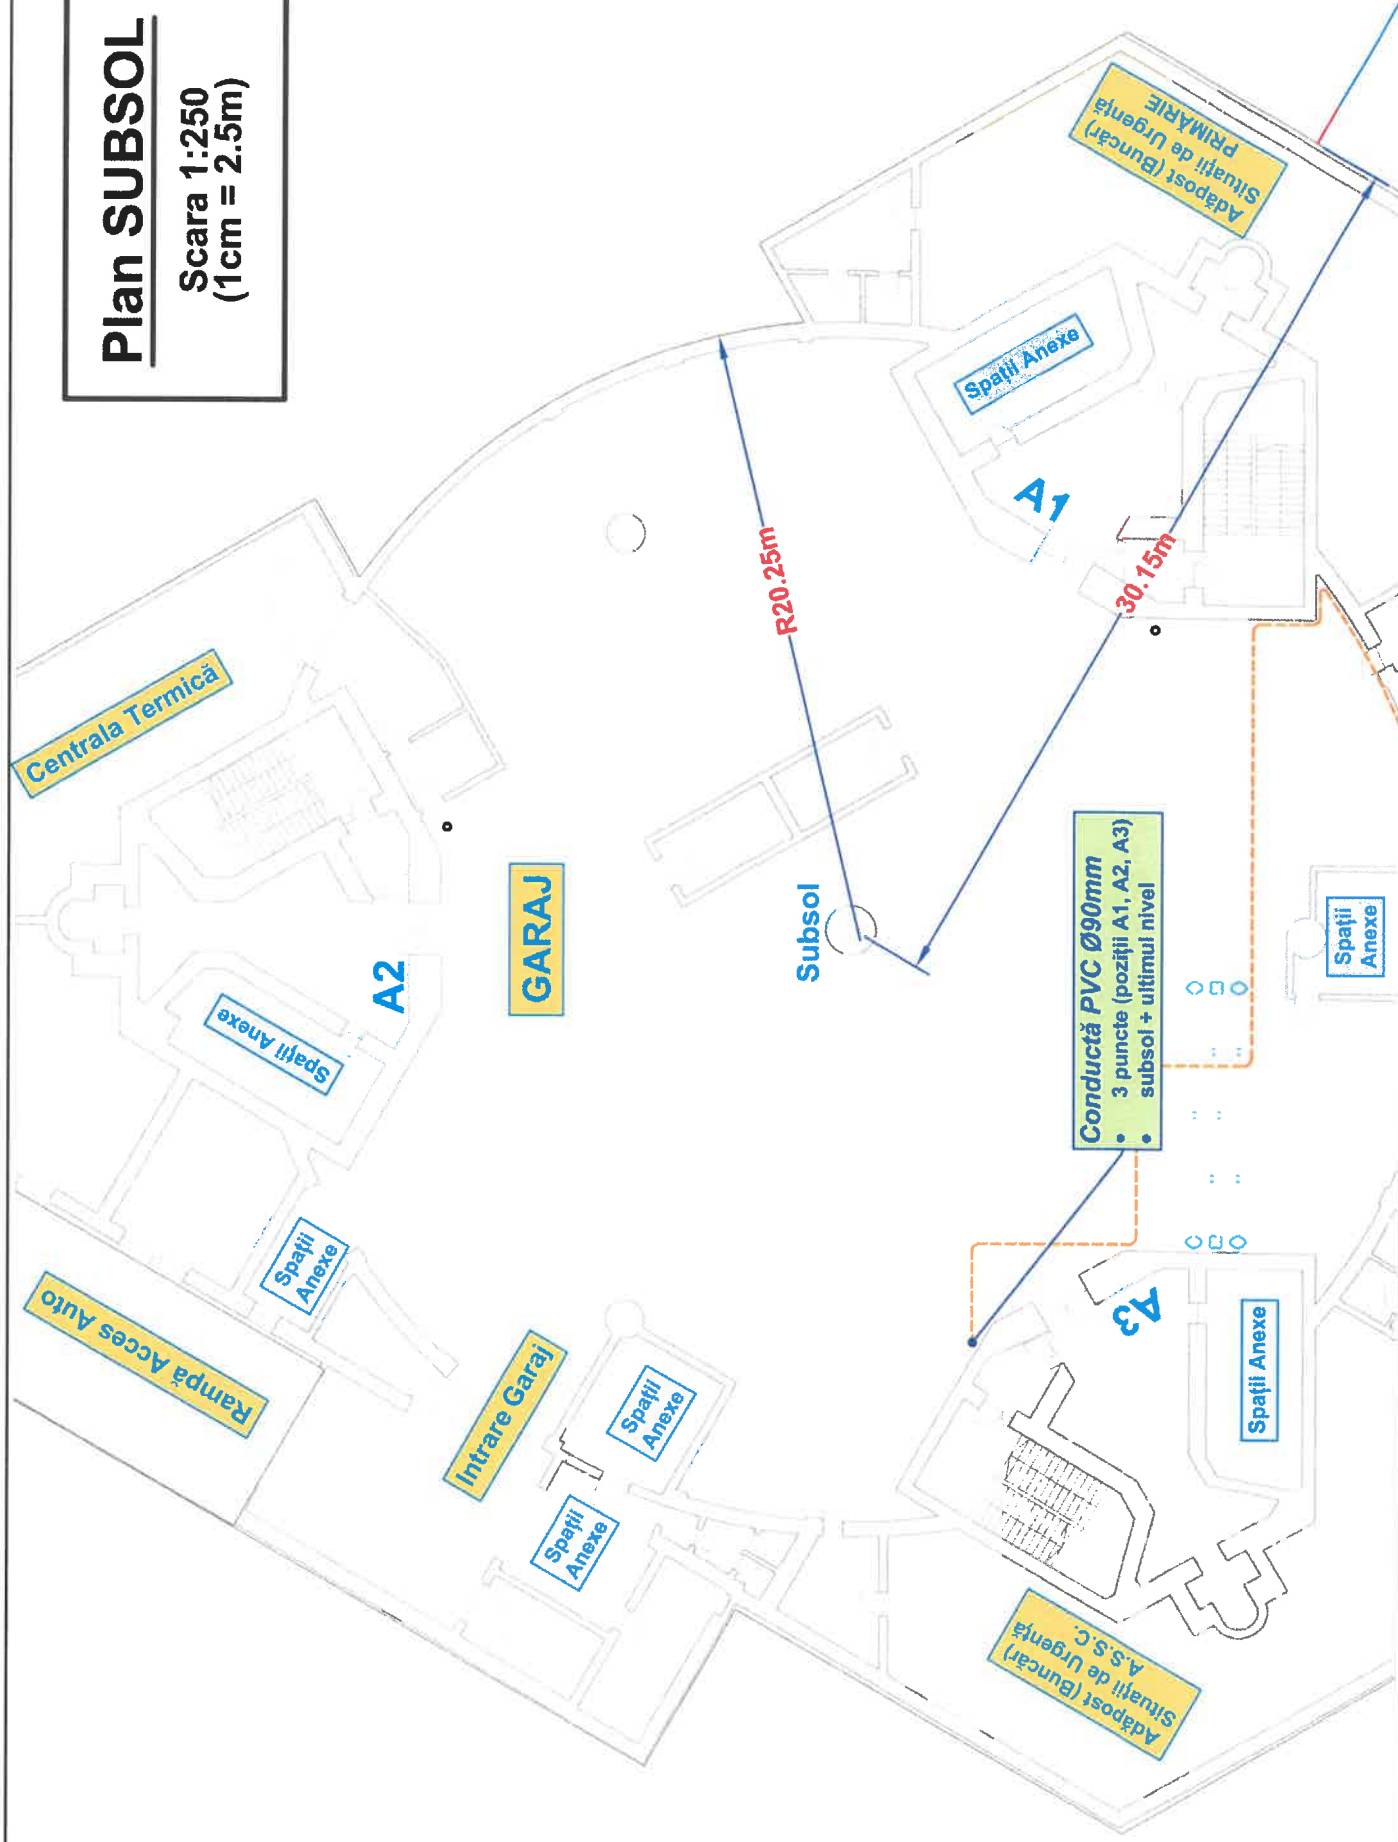 Plan SUBSOL
Scara 1:250
(1cm = 2.5m)
Centrala Termică
Adăpost (Buncăr)
Situații de Urgență
PRIMĂRIE
Spații Anexe
A1
R20.25m
30.15m
A2
Spații Anexe
GARAJ
Subsol
Conductă PVC Ø90mm
• 3 puncte (poziții A1, A2, A3)
• subsol ÷ ultimul nivel
Spații
Anexe
Rampă Acces Auto
Spații
Anexe
Intrare Garaj
Spații
Anexe
Spații
Anexe
A3
Spații Anexe
Adăpost (Buncăr)
Situații de Urgență
A.S.S.C.